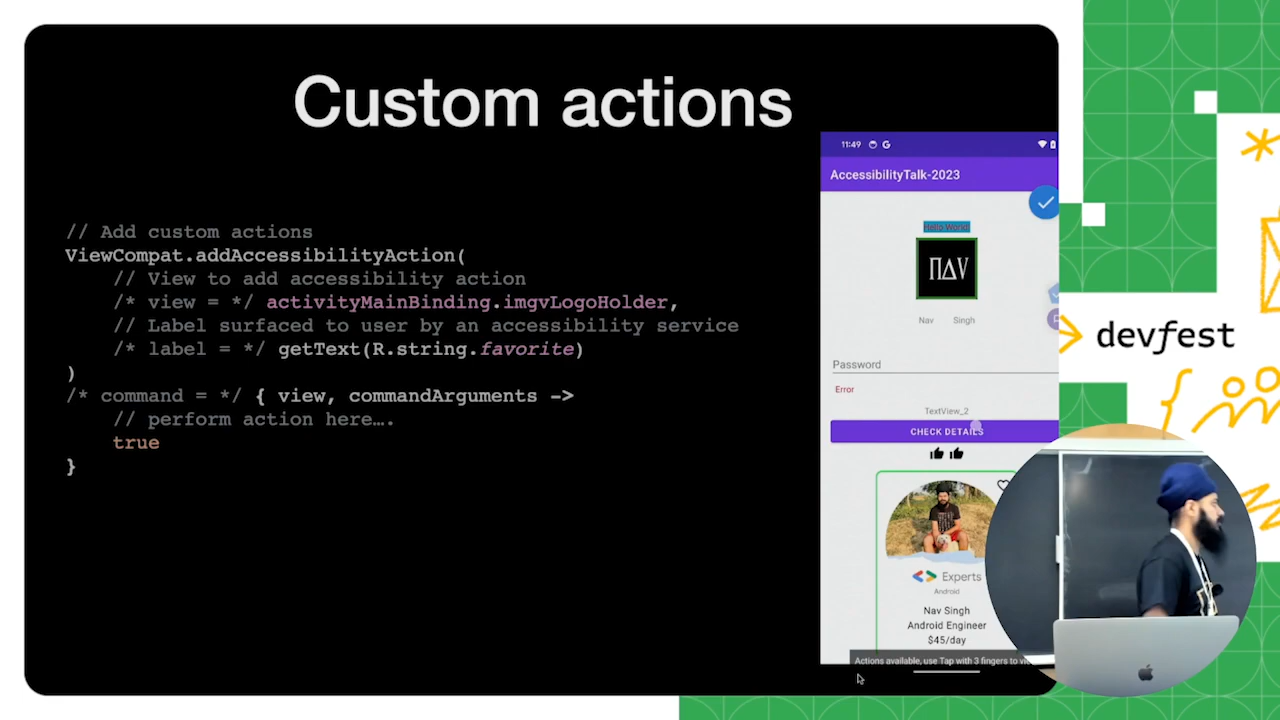 Custom actions
// Add custom actions
ViewCompat.addAccessibilityAction(
// View to add accessibility action
/* view = */ activityMainBinding.imgvLogoHolder,
// Label surfaced to user by an accessibility service
/* label = */ getText(R.string.favorite)
)
/* command = */ { view, commandArguments ->
// perform action here….
true
}
11:49 G
AccessibilityTalk-2023
Hello World!
ΠΔV
Nav Singh
Password
Error
TextView_2
CHECK DETAILS
Experts
Android
Nav Singh
Android Engineer
$45/day
Actions available, use Tap with 3 fingers to
devfest